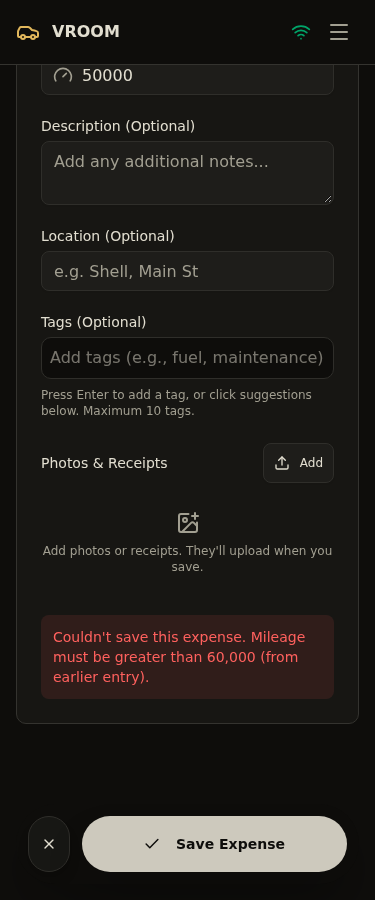 VROOM
50000
Description (Optional)
Add any additional notes...
Location (Optional)
e.g. Shell, Main St
Tags (Optional)
Add tags (e.g., fuel, maintenance)
Press Enter to add a tag, or click suggestions
below. Maximum 10 tags.
Photos & Receipts
Add
Add photos or receipts. They'll upload when you
save.
Couldn't save this expense. Mileage
must be greater than 60,000 (from
earlier entry).
Save Expense